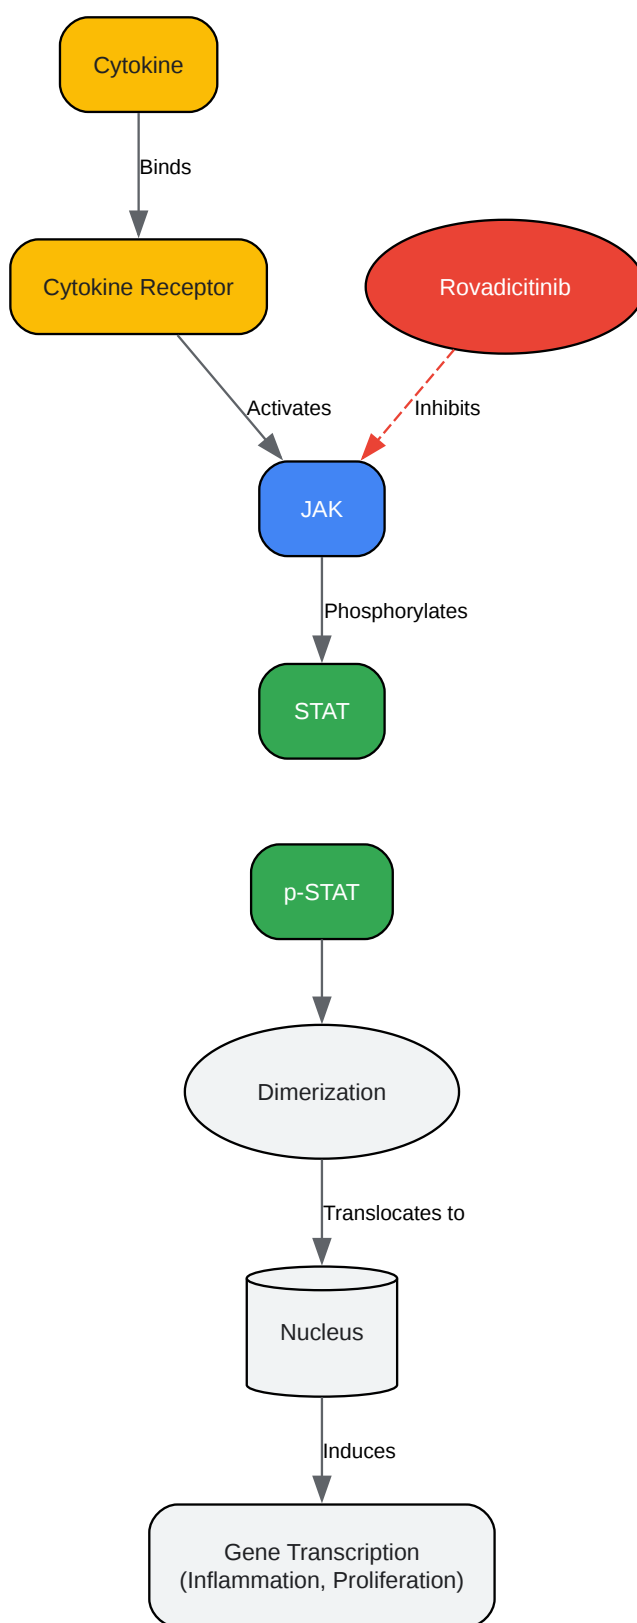 Cytokine
Binds
Cytokine Receptor
Rovadicitinib
Activates
Inhibits
JAK
Phosphorylates
STAT
p-STAT
Dimerization
Translocates to
Nucleus
Induces
Gene Transcription
(Inflammation, Proliferation)